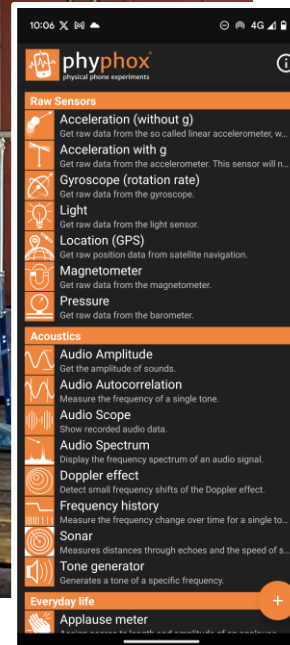 10:06 4G
phyphox
physical phone experiments
Raw Sensors
Acceleration (without g)
Get raw data from the so called linear accelerometer, w...
Acceleration with g
Get raw data from the accelerometer. This sensor will n...
Gyroscope (rotation rate)
Get raw data from the gyroscope.
Light
Get raw data from the light sensor.
Location (GPS)
Get raw position data from satellite navigation.
Magnetometer
Get raw data from the magnetometer.
Pressure
Get raw data from the barometer.
Acoustics
Audio Amplitude
Get the amplitude of sounds.
Audio Autocorrelation
Measure the frequency of a single tone.
Audio Scope
Show recorded audio data.
Audio Spectrum
Display the frequency spectrum of an audio signal.
Doppler effect
Detect small frequency shifts of the Doppler effect.
Frequency history
Measure the frequency change over time for a single to...
Sonar
Measures distances through echoes and the speed of s...
Tone generator
Generates a tone of a specific frequency.
Everyday life
Applause meter